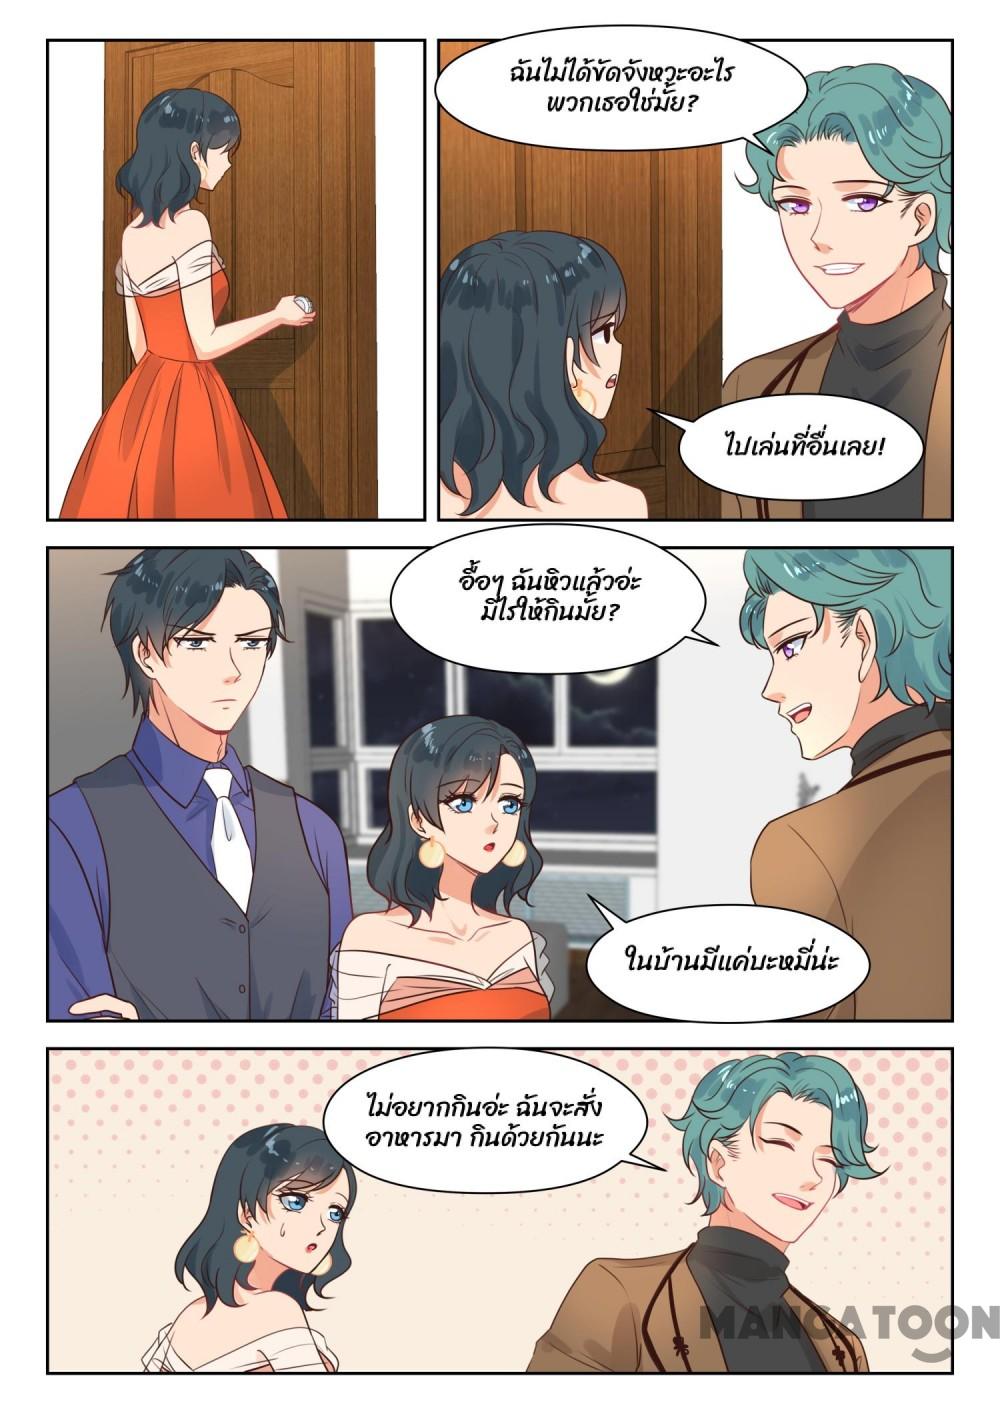 ฉันไม่ได้ขัดจังหวะอะไร
พวกเธอใช่มั้ย?
ไปเล่นที่อื่นเลย!
อื้อๆ ฉันหิวแล้วอ่ะ
มีไรให้กินมั้ย?
ในบ้านมีแค่บะหมี่น่ะ
ไม่อยากกินอ่ะ ฉันจะสั่ง
อาหารมา กินด้วยกันนะ
MANGATOON